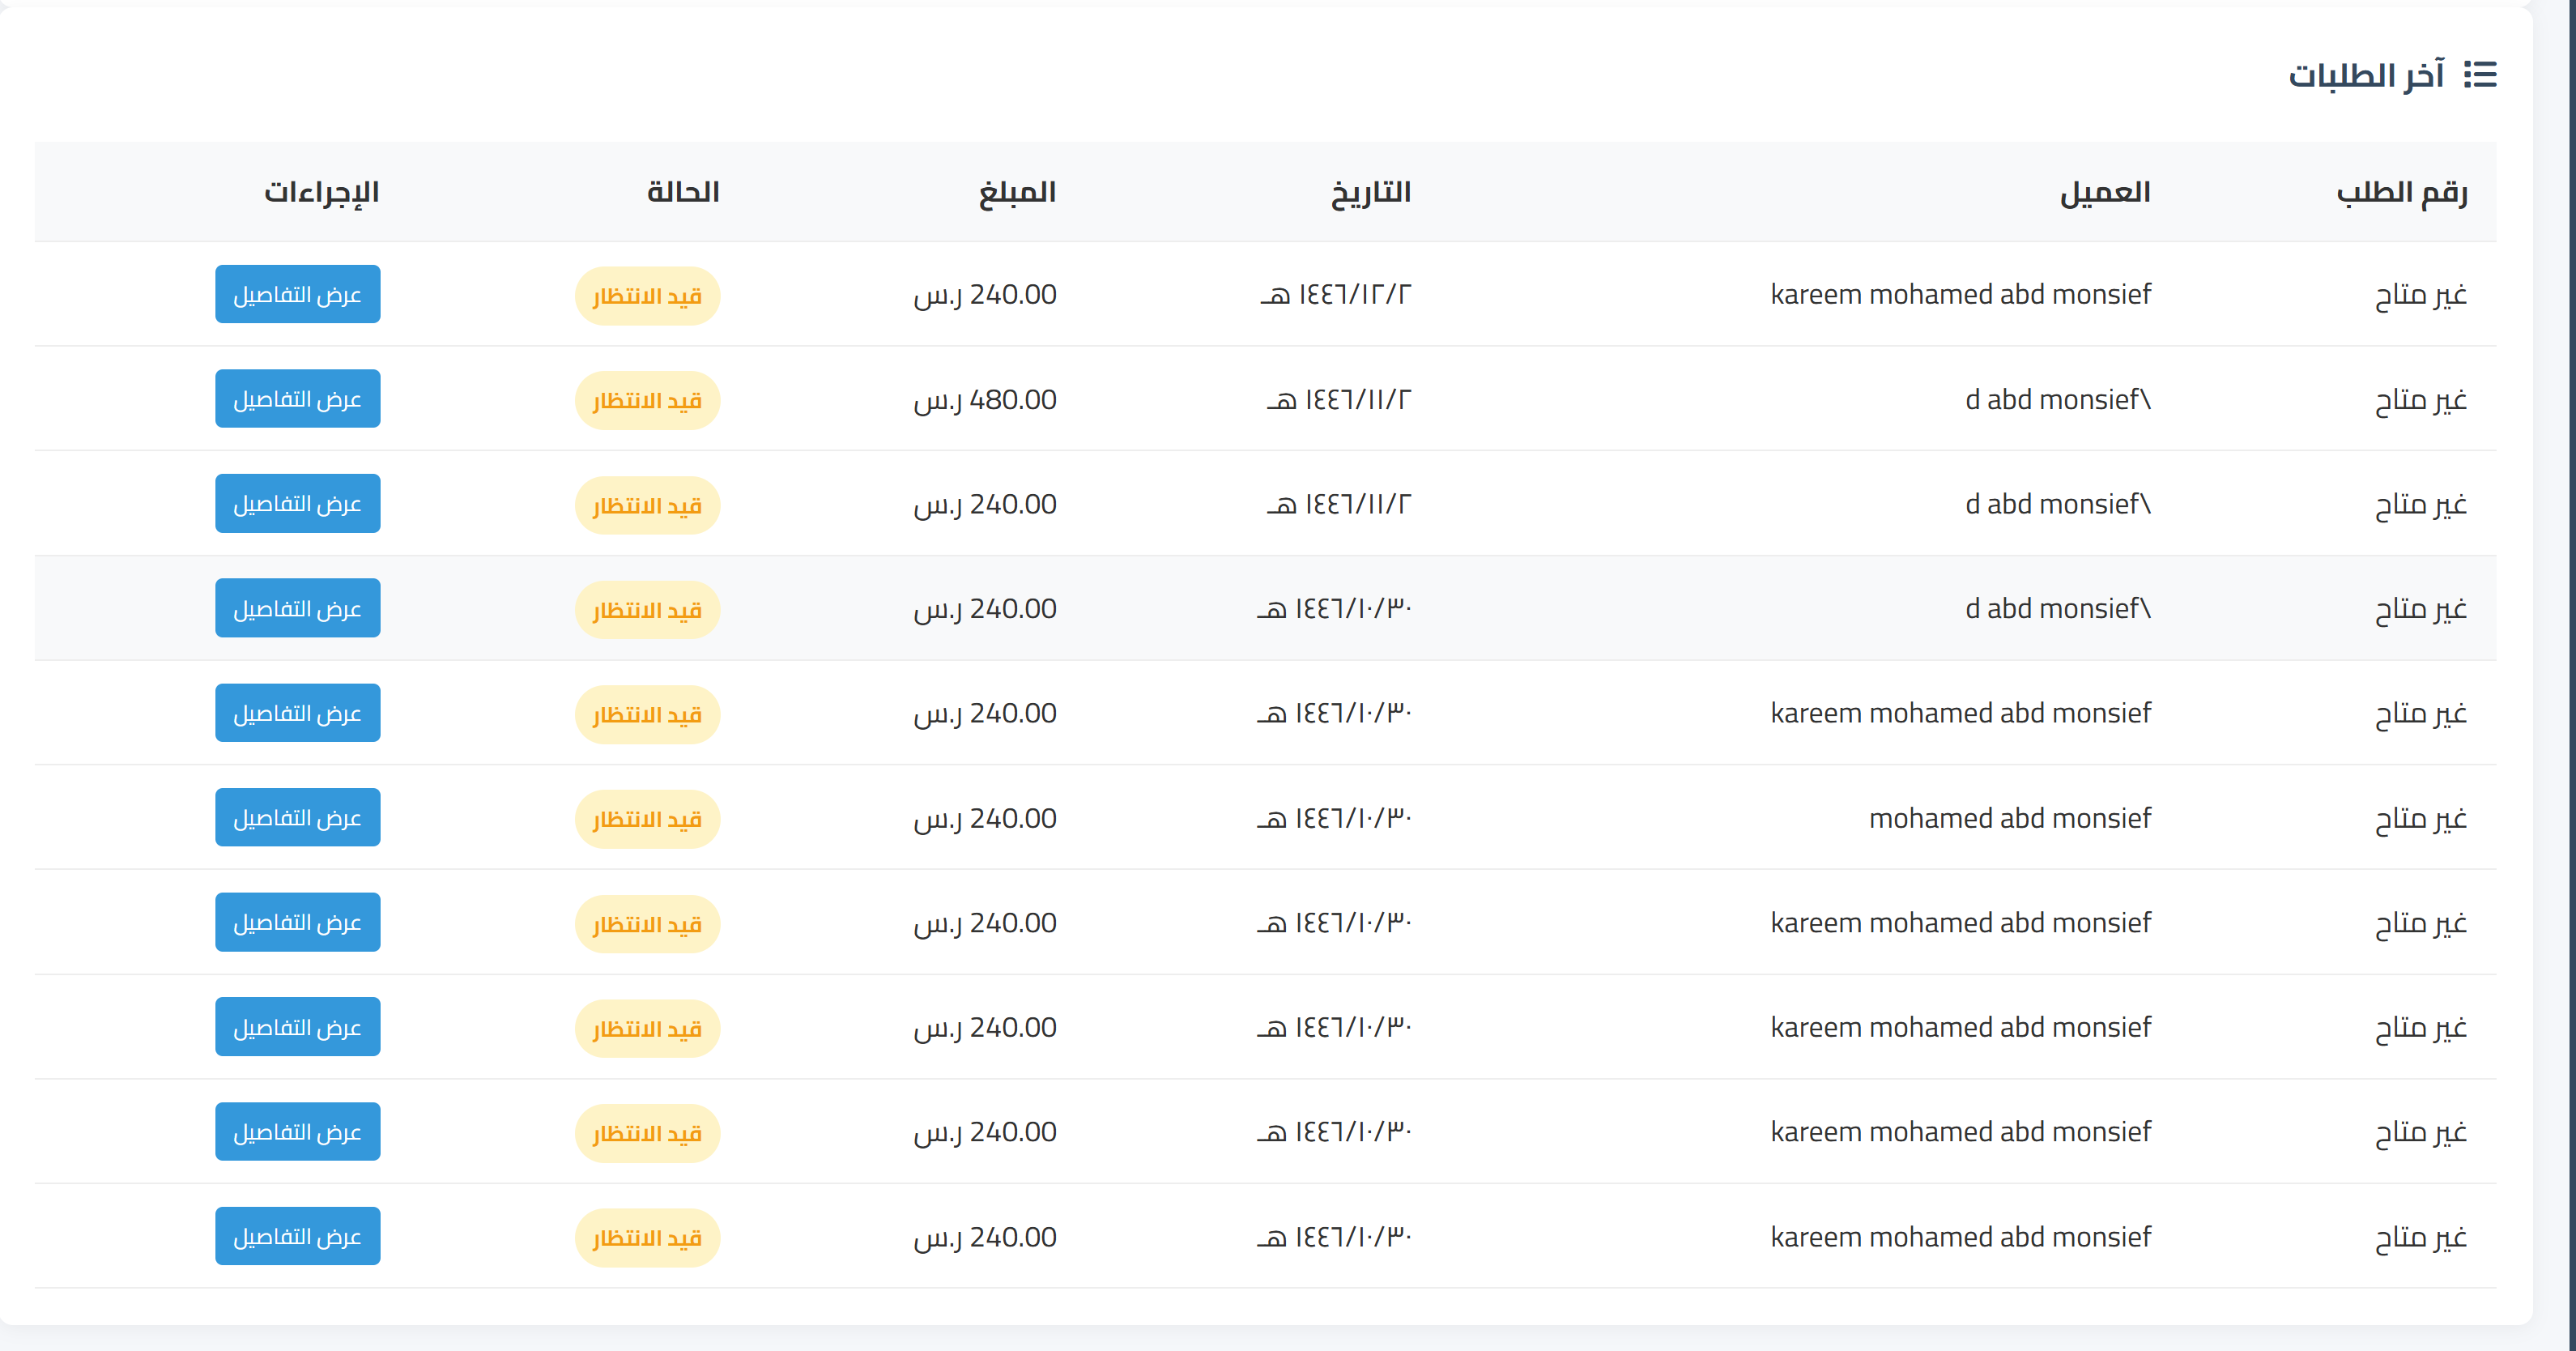 آخر الطلبات
رقم الطلب العميل التاريخ المبلغ الحالة الإجراءات
غير متاح kareem mohamed abd monsief ١٤٤٦/١٢/٢ هـ 240.00 ر.س قيد الانتظار عرض التفاصيل
غير متاح d abd monsief\ ١٤٤٦/١١/٢ هـ 480.00 ر.س قيد الانتظار عرض التفاصيل
غير متاح d abd monsief\ ١٤٤٦/١١/٢ هـ 240.00 ر.س قيد الانتظار عرض التفاصيل
غير متاح d abd monsief\ ١٤٤٦/١٠/٣٠ هـ 240.00 ر.س قيد الانتظار عرض التفاصيل
غير متاح kareem mohamed abd monsief ١٤٤٦/١٠/٣٠ هـ 240.00 ر.س قيد الانتظار عرض التفاصيل
غير متاح mohamed abd monsief ١٤٤٦/١٠/٣٠ هـ 240.00 ر.س قيد الانتظار عرض التفاصيل
غير متاح kareem mohamed abd monsief ١٤٤٦/١٠/٣٠ هـ 240.00 ر.س قيد الانتظار عرض التفاصيل
غير متاح kareem mohamed abd monsief ١٤٤٦/١٠/٣٠ هـ 240.00 ر.س قيد الانتظار عرض التفاصيل
غير متاح kareem mohamed abd monsief ١٤٤٦/١٠/٣٠ هـ 240.00 ر.س قيد الانتظار عرض التفاصيل
غير متاح kareem mohamed abd monsief ١٤٤٦/١٠/٣٠ هـ 240.00 ر.س قيد الانتظار عرض التفاصيل